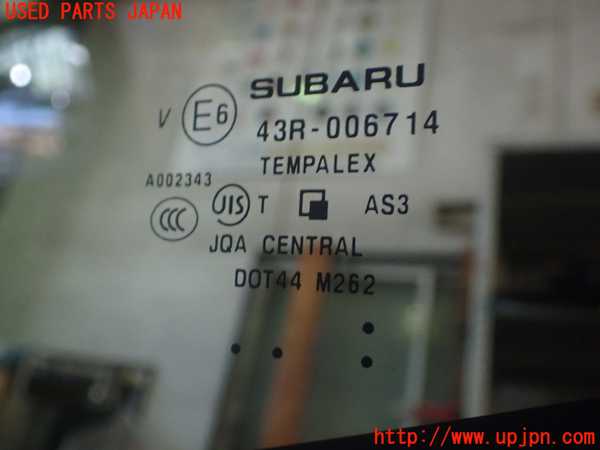 USED PARTS JAPAN
SUBARU
V E6 43R-006714
TEMPALEX
A002343
CCC JIS T AS3
JQA CENTRAL
DOT44 M262
http://www.upjpn.com/